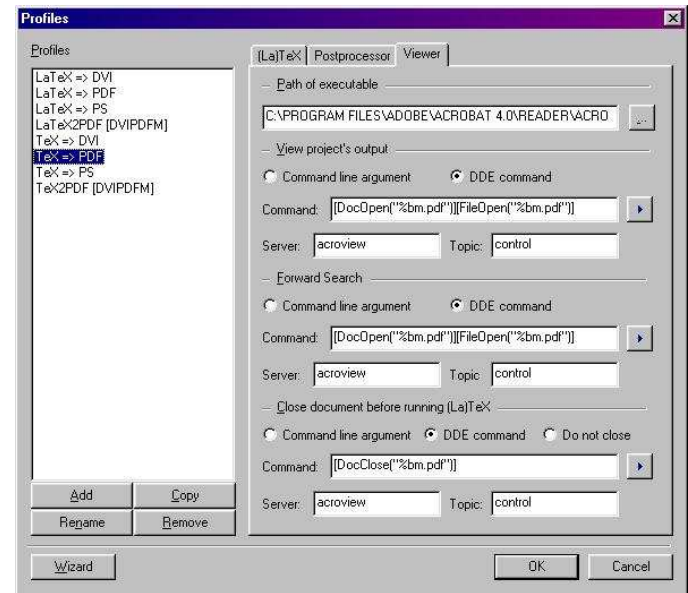 Profiles
Profiles
LaTeX => DVI
LaTeX => PDF
LaTeX => PS
LaTeX2PDF [DVIPDFM]
TeX => DVI
TeX => PDF
TeX => PS
TeX2PDF [DVIPDFM]
Add Copy
Rename Remove
(La)TeX Postprocessor Viewer
Path of executable
C:\PROGRAM FILES\ADOBE\ACROBAT 4.0\READER\ACRO ...
View project's output
Command line argument DDE command
Command: [DocOpen("%bm.pdf")][FileOpen("%bm.pdf")]
Server: acroview Topic: control
Forward Search
Command line argument DDE command
Command: [DocOpen("%bm.pdf")][FileOpen("%bm.pdf")]
Server: acroview Topic control
Close document before running (La)TeX
Command line argument DDE command Do not close
Command: [DocClose("%bm.pdf")]
Server: acroview Topic: control
Wizard OK Cancel